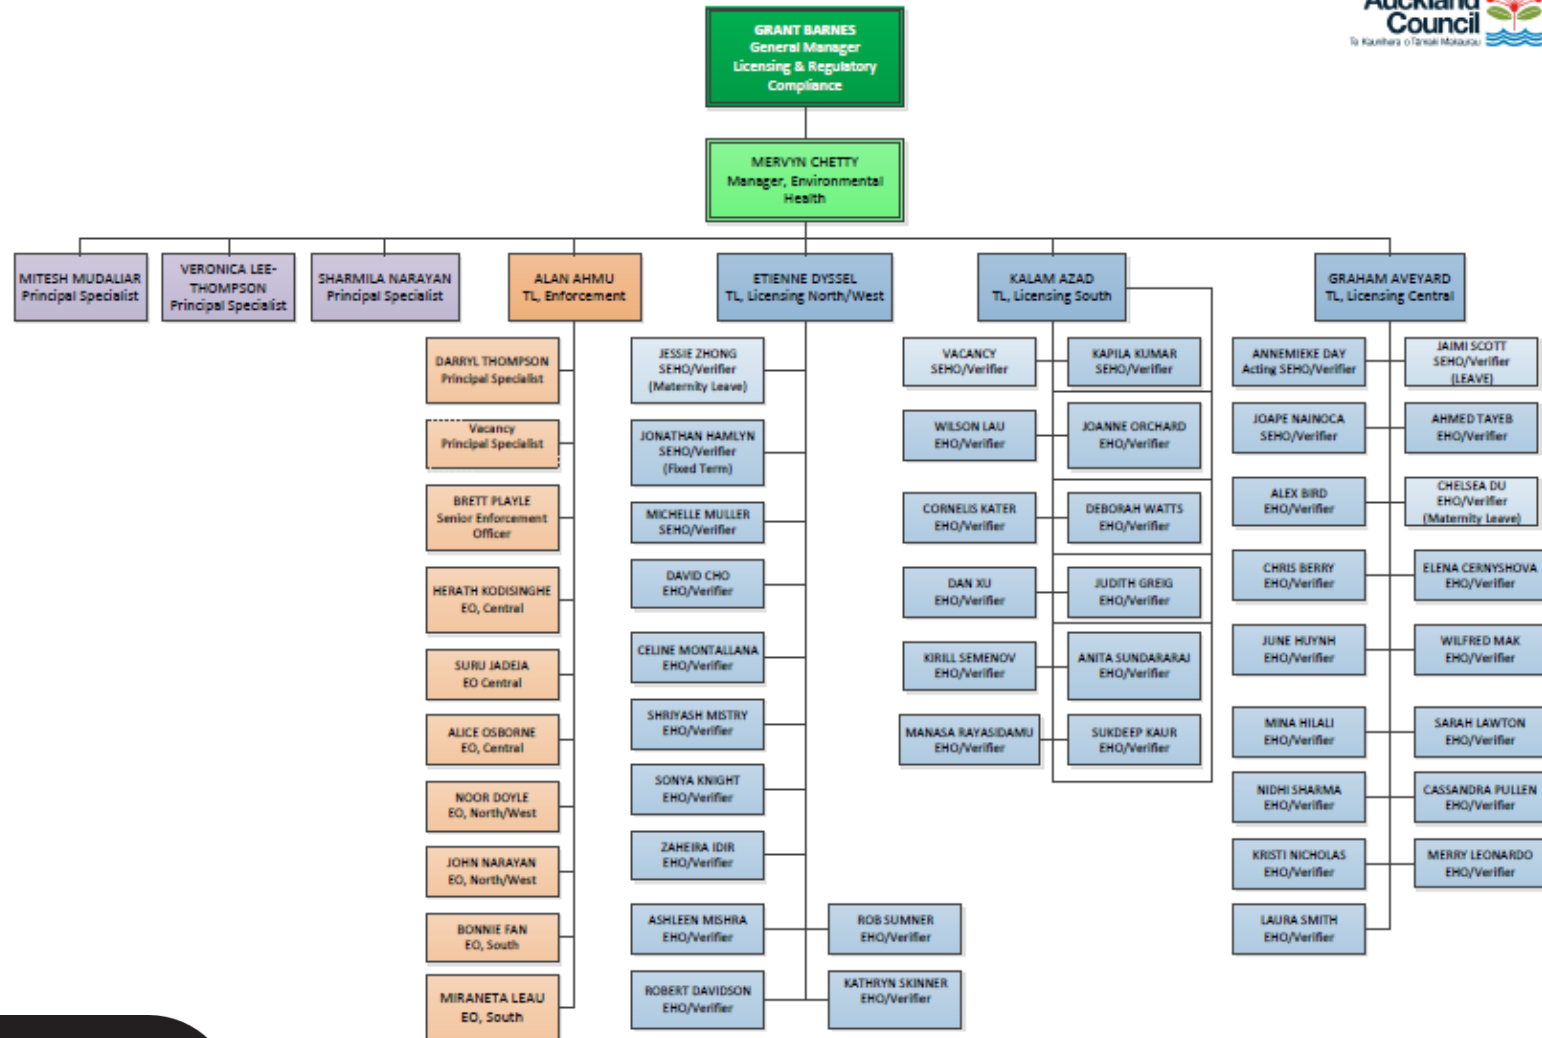 Auckland
Council
Te Kaunihera o Tāmaki Makaurau
GRANT BARNES
General Manager
Licensing & Regulatory
Compliance
MERVYN CHETTY
Manager, Environmental
Health
MITESH MUDALIAR
Principal Specialist
VERONICA LEE-
THOMPSON
Principal Specialist
SHARMILA NARAYAN
Principal Specialist
ALAN AHMU
TL, Enforcement
ETIENNE DYSSEL
TL, Licensing North/West
KALAM AZAD
TL, Licensing South
GRAHAM AVEYARD
TL, Licensing Central
DARRYL THOMPSON
Principal Specialist
Vacancy
Principal Specialist
BRETT PLAYLE
Senior Enforcement
Officer
HERATH KODISINGHE
EO, Central
SURU JADEJA
EO Central
ALICE OSBORNE
EO, Central
NOOR DOYLE
EO, North/West
JOHN NARAYAN
EO, North/West
BONNIE FAN
EO, South
MIRANETA LEAU
EO, South
JESSIE ZHONG
SEHO/Verifier
(Maternity Leave)
JONATHAN HAMLYN
SEHO/Verifier
(Fixed Term)
MICHELLE MULLER
SEHO/Verifier
DAVID CHO
EHO/Verifier
CELINE MONTALLANA
EHO/Verifier
SHRIYASH MISTRY
EHO/Verifier
SONYA KNIGHT
EHO/Verifier
ZAHEIRA IDIR
EHO/Verifier
ASHLEEN MISHRA
EHO/Verifier
ROB SUMNER
EHO/Verifier
ROBERT DAVIDSON
EHO/Verifier
KATHRYN SKINNER
EHO/Verifier
VACANCY
SEHO/Verifier
KAPILA KUMAR
SEHO/Verifier
WILSON LAU
EHO/Verifier
JOANNE ORCHARD
EHO/Verifier
CORNELIS KATER
EHO/Verifier
DEBORAH WATTS
EHO/Verifier
DAN XU
EHO/Verifier
JUDITH GREIG
EHO/Verifier
KIRILL SEMENOV
EHO/Verifier
ANITA SUNDARARAJ
EHO/Verifier
MANASA RAYASIDAMU
EHO/Verifier
SUKDEEP KAUR
EHO/Verifier
ANNEMIEKE DAY
Acting SEHO/Verifier
JAIMI SCOTT
SEHO/Verifier
(LEAVE)
JOAPE NAINOCA
SEHO/Verifier
AHMED TAYEB
EHO/Verifier
ALEX BIRD
EHO/Verifier
CHELSEA DU
EHO/Verifier
(Maternity Leave)
CHRIS BERRY
EHO/Verifier
ELENA CERNYSHOVA
EHO/Verifier
JUNE HUYNH
EHO/Verifier
WILFRED MAK
EHO/Verifier
MINA HILALI
EHO/Verifier
SARAH LAWTON
EHO/Verifier
NIDHI SHARMA
EHO/Verifier
CASSANDRA PULLEN
EHO/Verifier
KRISTI NICHOLAS
EHO/Verifier
MERRY LEONARDO
EHO/Verifier
LAURA SMITH
EHO/Verifier